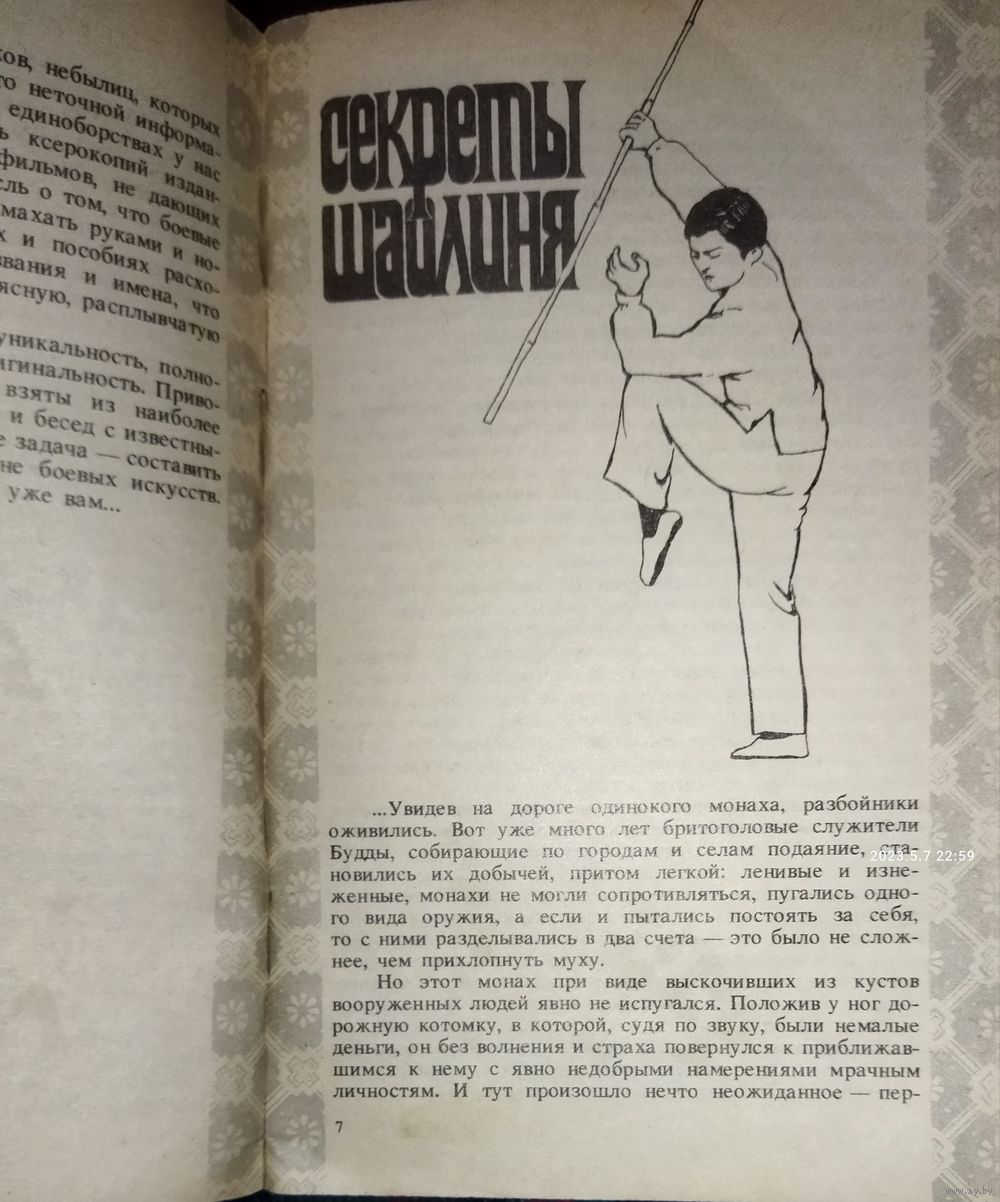 небылиц, которых
неточной информа-
единоборствах у нас
ксерокопий издан-
фильмов, не дающих
о том, что боевые
махать руками и но-
и пособиях расхо-
и имена, что
расплывчатую
уникальность, полно-
Приво-
взяты из наиболее
и бесед с известны-
задача — составить
не боевых искусств.
уже вам...
секреты
шаолиня
...Увидев на дороге одинокого монаха, разбойники
оживились. Вот уже много лет бритоголовые служители
Будды, собирающие по городам и селам подаяние, ста-
новились их добычей, притом легкой: ленивые и изне-
женные, монахи не могли сопротивляться, пугались одно-
го вида оружия, а если и пытались постоять за себя,
то с ними разделывались в два счета — это было не слож-
нее, чем прихлопнуть муху.
Но этот монах при виде выскочивших из кустов
вооруженных людей явно не испугался. Положив у ног до-
рожную котомку, в которой, судя по звуку, были немалые
деньги, он без волнения и страха повернулся к приближав-
шимся к нему с явно недобрыми намерениями мрачным
личностям. И тут произошло нечто неожиданное — пер-
7
2023.5.7 22:59
www.ay.by